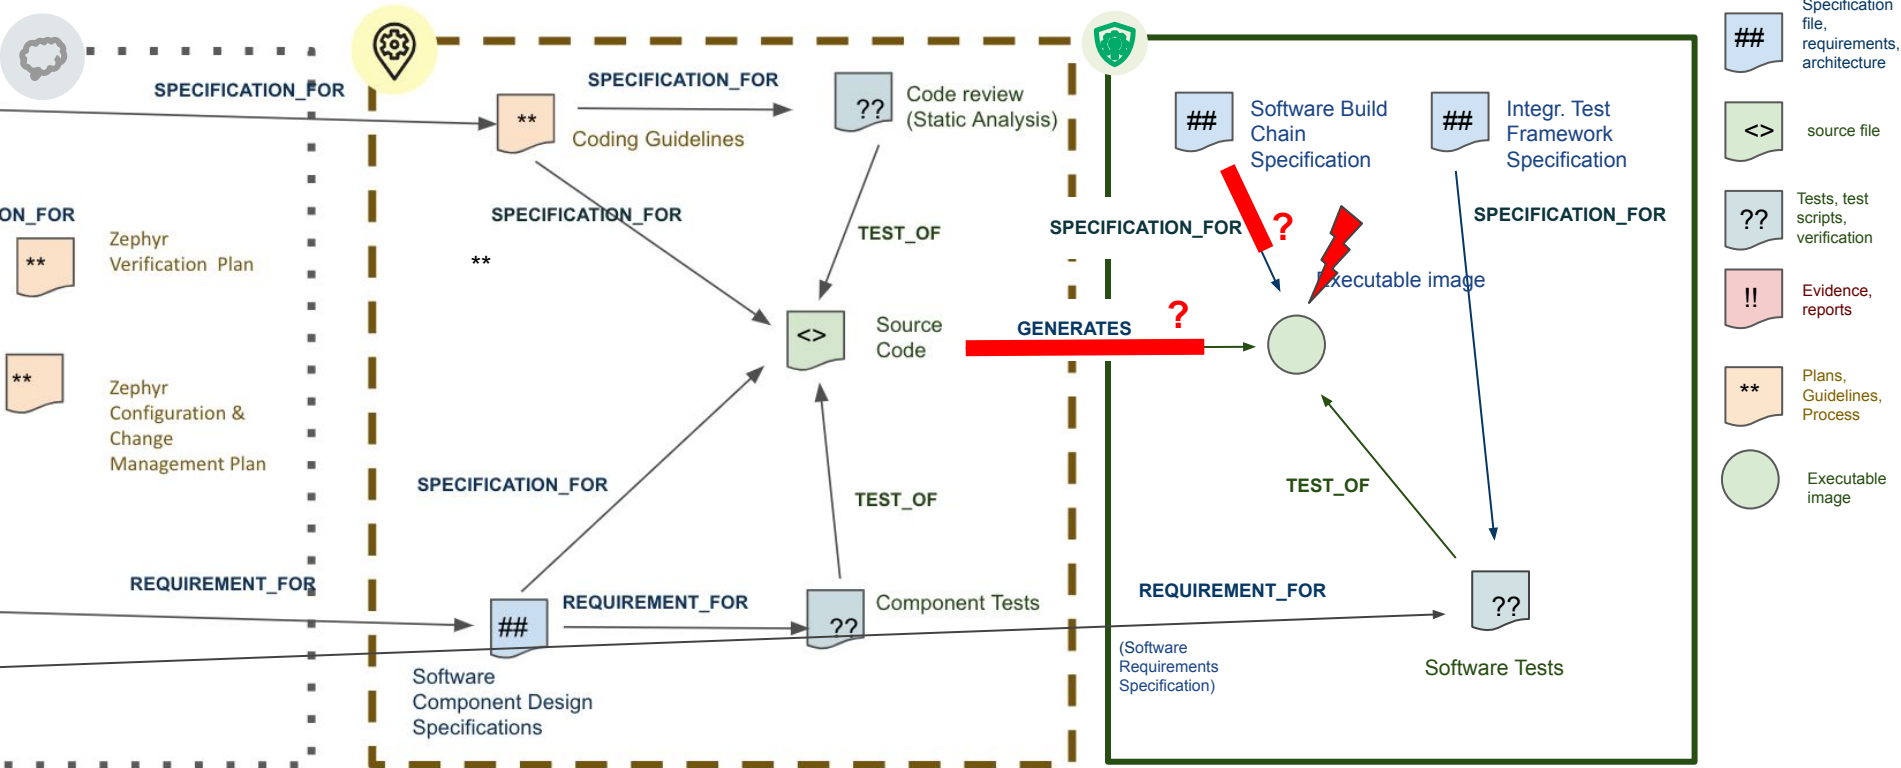 SPECIFICATION_FOR
ON_FOR
**
Zephyr
Verification Plan
**
Zephyr
Configuration &
Change
Management Plan
REQUIREMENT_FOR
**
Coding Guidelines
SPECIFICATION_FOR
??
Code review
(Static Analysis)
SPECIFICATION_FOR
**
TEST_OF
<>
Source
Code
SPECIFICATION_FOR
TEST_OF
##
REQUIREMENT_FOR
??
Component Tests
Software
Component Design
Specifications
##
Software Build
Chain
Specification
##
Integr. Test
Framework
Specification
SPECIFICATION_FOR
?
SPECIFICATION_FOR
Executable image
GENERATES
?
TEST_OF
REQUIREMENT_FOR
(Software
Requirements
Specification)
??
Software Tests
##
Specification
file,
requirements,
architecture
<>
source file
??
Tests, test
scripts,
verification
!!
Evidence,
reports
**
Plans,
Guidelines,
Process
Executable
image